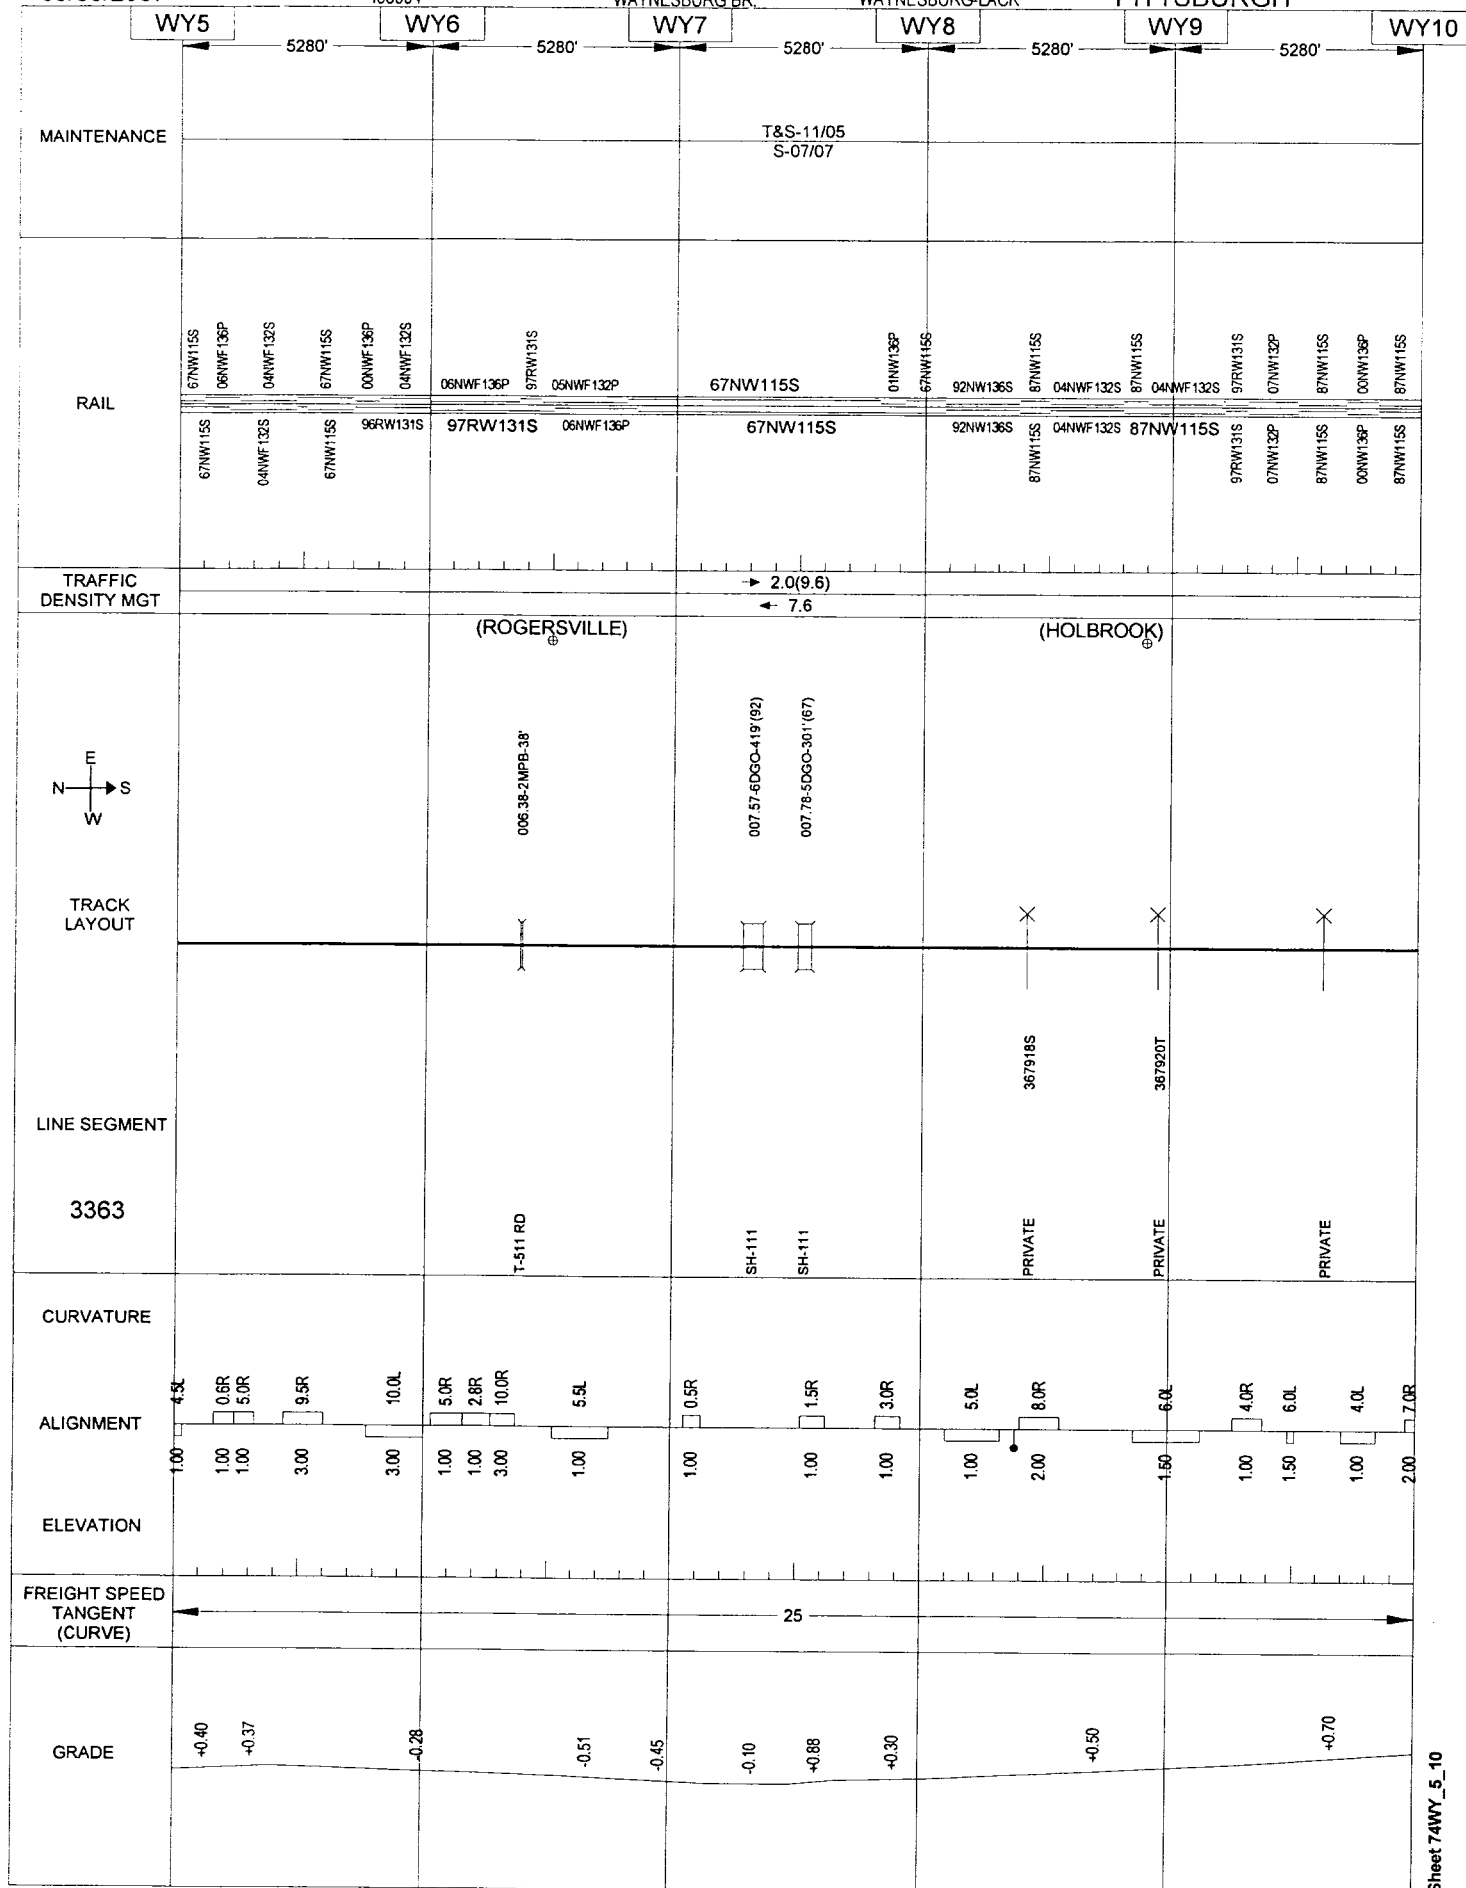 WAYNESBURG BR. WAYNESBURG-LACK PITTSBURGH
WY5 WY6 WY7 WY8 WY9 WY10
5280' 5280' 5280' 5280' 5280'
MAINTENANCE
T&S-11/05
S-07/07
RAIL
67NW115S 06NWF136P 04NWF132S 67NW115S 00NWF136P 04NWF132S 06NWF136P 97RW131S 05NWF132P 67NW115S 01NW136P 67NW115S 92NW136S 87NW115S 04NWF132S 87NW115S 04NWF132S 97RW131S 07NW132P 87NW115S 00NW136P 87NW115S
67NW115S 04NWF132S 67NW115S 96RW131S 97RW131S 06NWF136P 67NW115S 92NW136S 87NW115S 04NWF132S 87NW115S 97RW131S 07NW132P 87NW115S 00NW136P 87NW115S
TRAFFIC
DENSITY MGT
2.0(9.6)
7.6
(ROGERSVILLE) (HOLBROOK)
006.38-2MPB-38' 007.57-6DGO-419'(92) 007.78-5DGO-301'(67)
E
N S
W
TRACK
LAYOUT
367918S 367920T
LINE SEGMENT
3363
T-511 RD SH-111 SH-111 PRIVATE PRIVATE PRIVATE
CURVATURE
4.5L 0.6R 5.0R 9.5R 10.0L 5.0R 2.8R 10.0R 5.5L 0.5R 1.5R 3.0R 5.0L 8.0R 6.0L 4.0R 6.0L 4.0L 7.0R
ALIGNMENT
1.00 1.00 1.00 3.00 3.00 1.00 1.00 3.00 1.00 1.00 1.00 1.00 1.00 2.00 1.50 1.00 1.50 1.00 2.00
ELEVATION
FREIGHT SPEED
TANGENT
(CURVE)
25
GRADE
+0.40 +0.37 -0.28 -0.51 -0.45 -0.10 +0.88 +0.30 +0.50 +0.70
Sheet 74WY_5_10